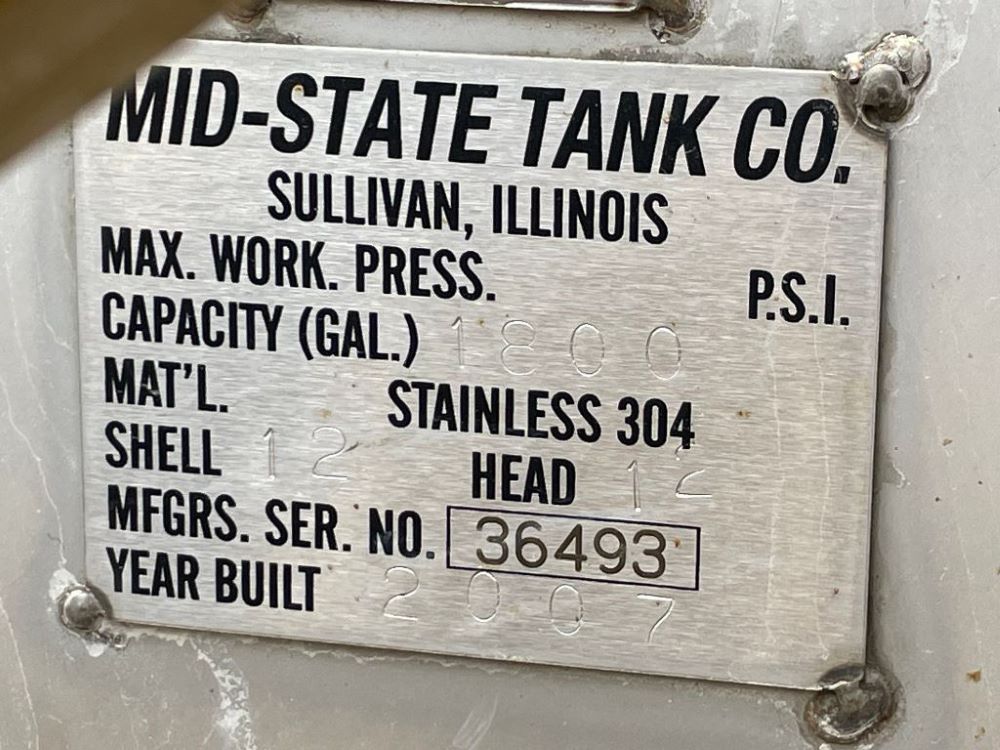 MID-STATE TANK CO.
SULLIVAN, ILLINOIS
MAX. WORK. PRESS. P.S.I.
CAPACITY (GAL.) 1800
MAT'L. STAINLESS 304
SHELL 12 HEAD 12
MFGRS. SER. NO. 36493
YEAR BUILT 2007